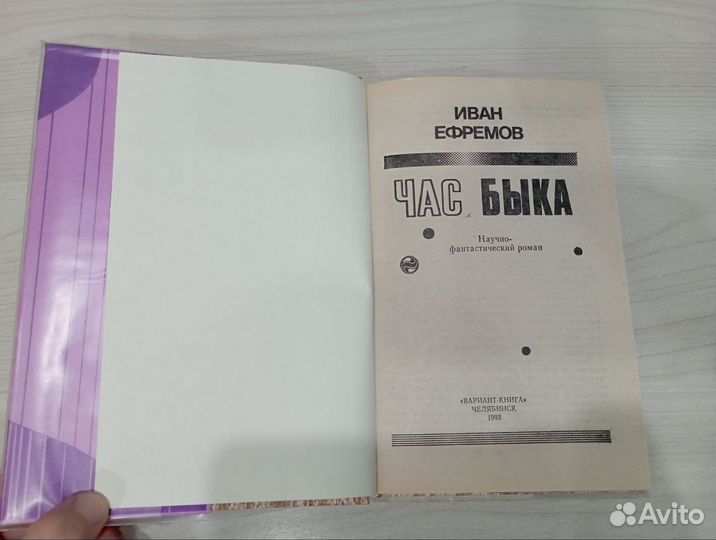 ИВАН
ЕФРЕМОВ
ЧАС БЫКА
Научно-
фантастический роман
«ВАРИАНТ-КНИГА»
ЧЕЛЯБИНСК
1992
Avito